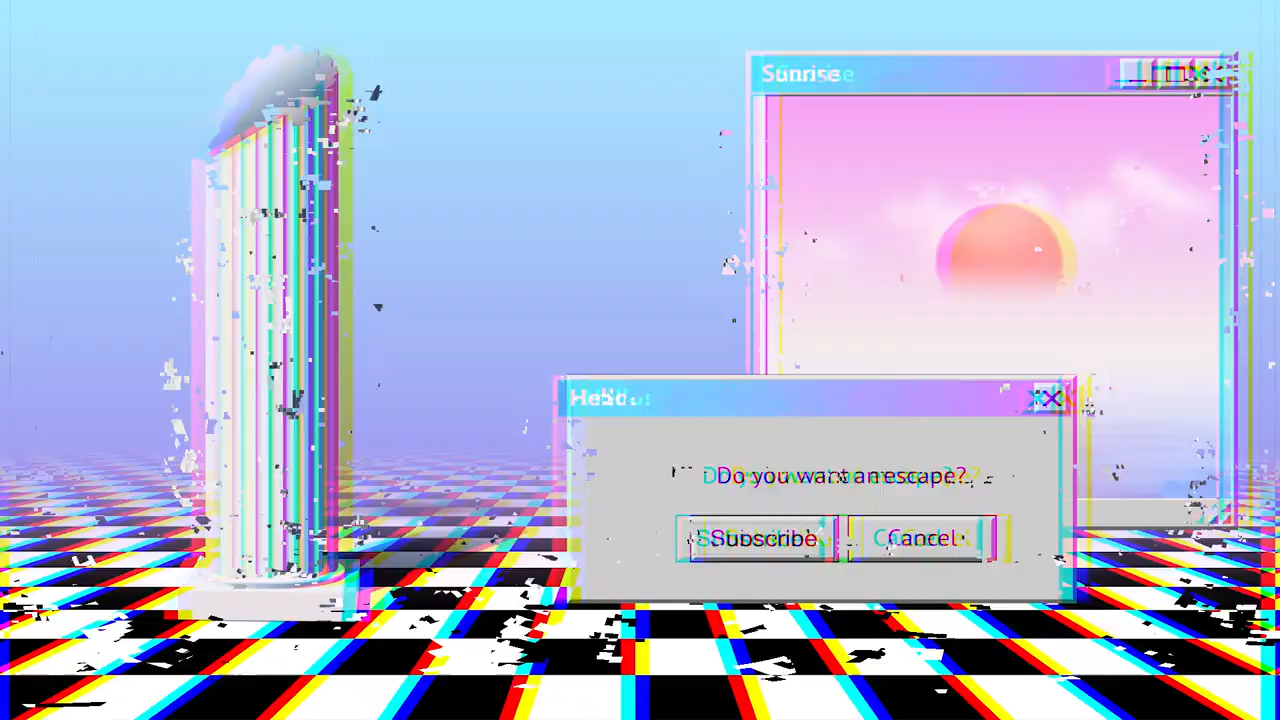 Sunrise
Hello.
Do you want an escape?
Subscribe
Cancel